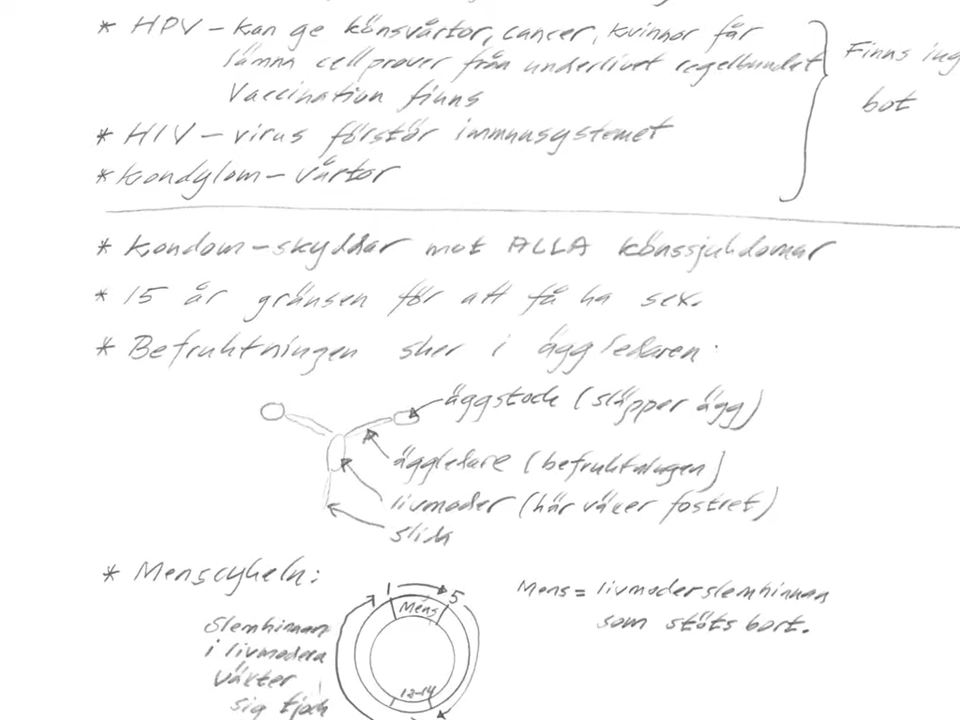 * HPV - kan ge könsvårtor, cancer, kvinnor får
lämna cellprover från underlivet regelbundet
Vaccination finns
Finns ing
bot
* HIV - virus förstör immunsystemet
* Kondylom - vårtor
* Kondom - skyddar mot ALLA könssjukdomar
* 15 år gränsen för att få ha sex.
* Befruktningen sker i äggledaren:
äggstock (släpper ägg)
äggledare (befruktningen)
livmoder (här växer fostret)
slida
* Menscykeln:
1 5
Mens
12-14
Slemhinnan
i livmodern
växter
sig tjock
Mens = livmoderslemhinnan
som stöts bort.